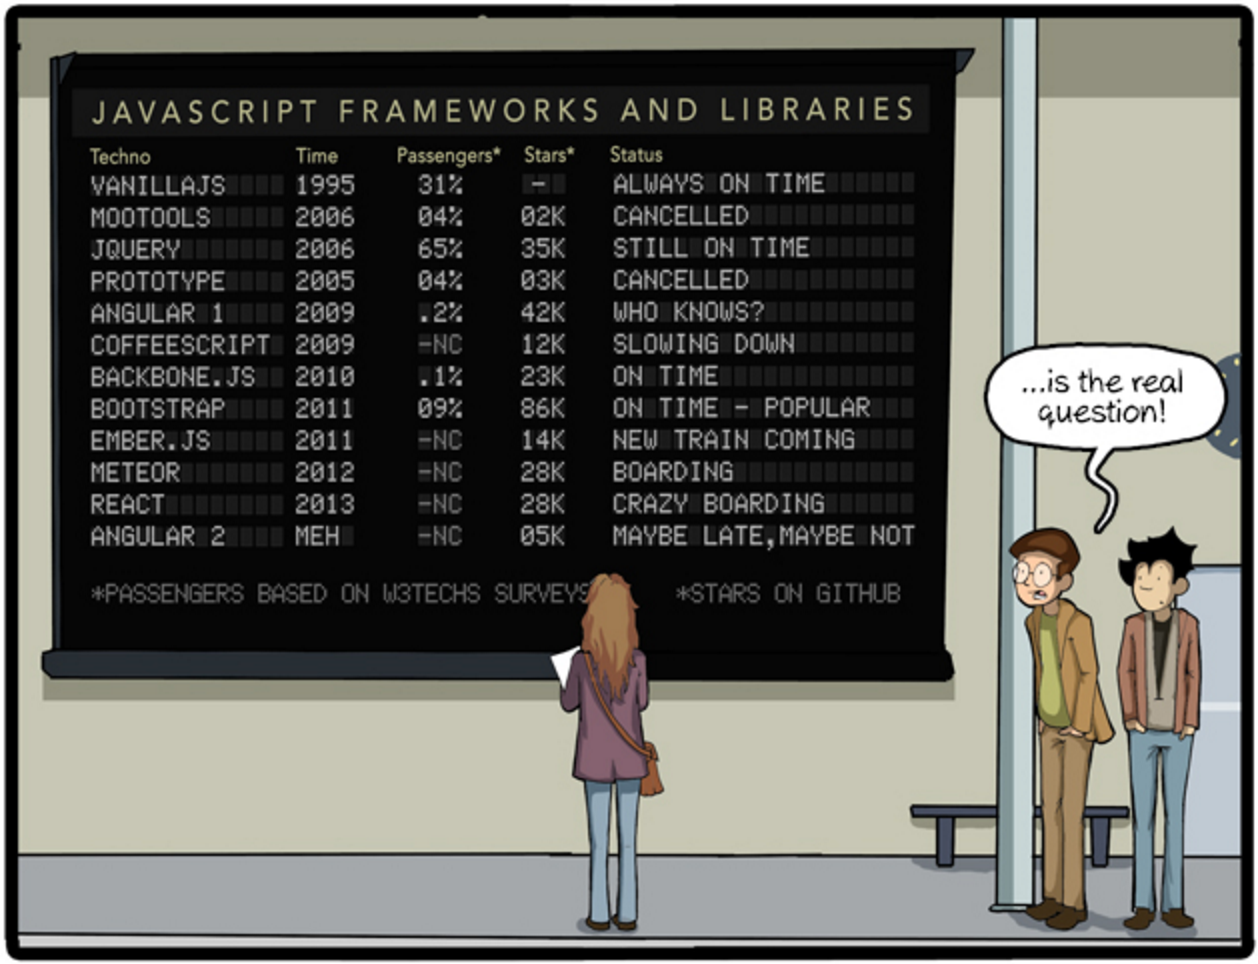 JAVASCRIPT FRAMEWORKS AND LIBRARIES
Techno Time Passengers* Stars* Status
VANILLAJS 1995 31% - ALWAYS ON TIME
MOOTOOLS 2006 04% 02K CANCELLED
JQUERY 2006 65% 35K STILL ON TIME
PROTOTYPE 2005 04% 03K CANCELLED
ANGULAR 1 2009 .2% 42K WHO KNOWS?
COFFEESCRIPT 2009 -NC 12K SLOWING DOWN
BACKBONE.JS 2010 .1% 23K ON TIME
BOOTSTRAP 2011 09% 86K ON TIME - POPULAR
EMBER.JS 2011 -NC 14K NEW TRAIN COMING
METEOR 2012 -NC 28K BOARDING
REACT 2013 -NC 28K CRAZY BOARDING
ANGULAR 2 MEH -NC 05K MAYBE LATE,MAYBE NOT
*PASSENGERS BASED ON W3TECHS SURVEYS *STARS ON GITHUB
...is the real
question!